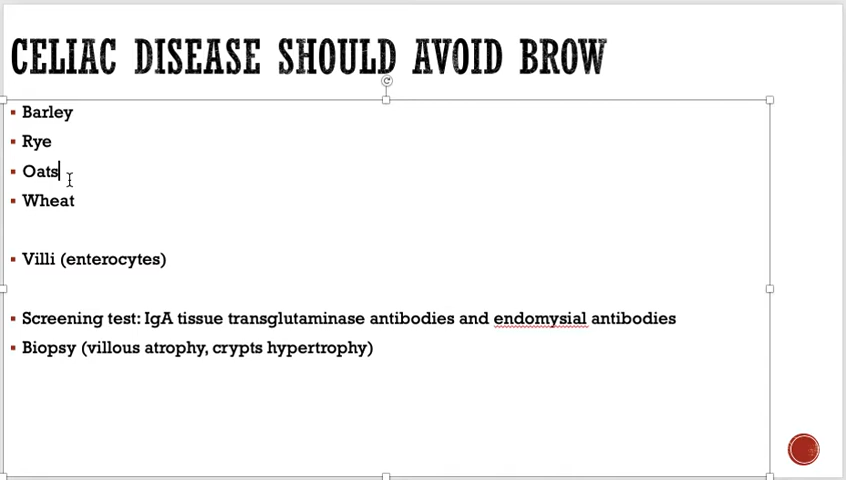 CELIAC DISEASE SHOULD AVOID BROW
Barley
Rye
Oats
Wheat
Villi (enterocytes)
Screening test: IgA tissue transglutaminase antibodies and endomysial antibodies
Biopsy (villous atrophy, crypts hypertrophy)